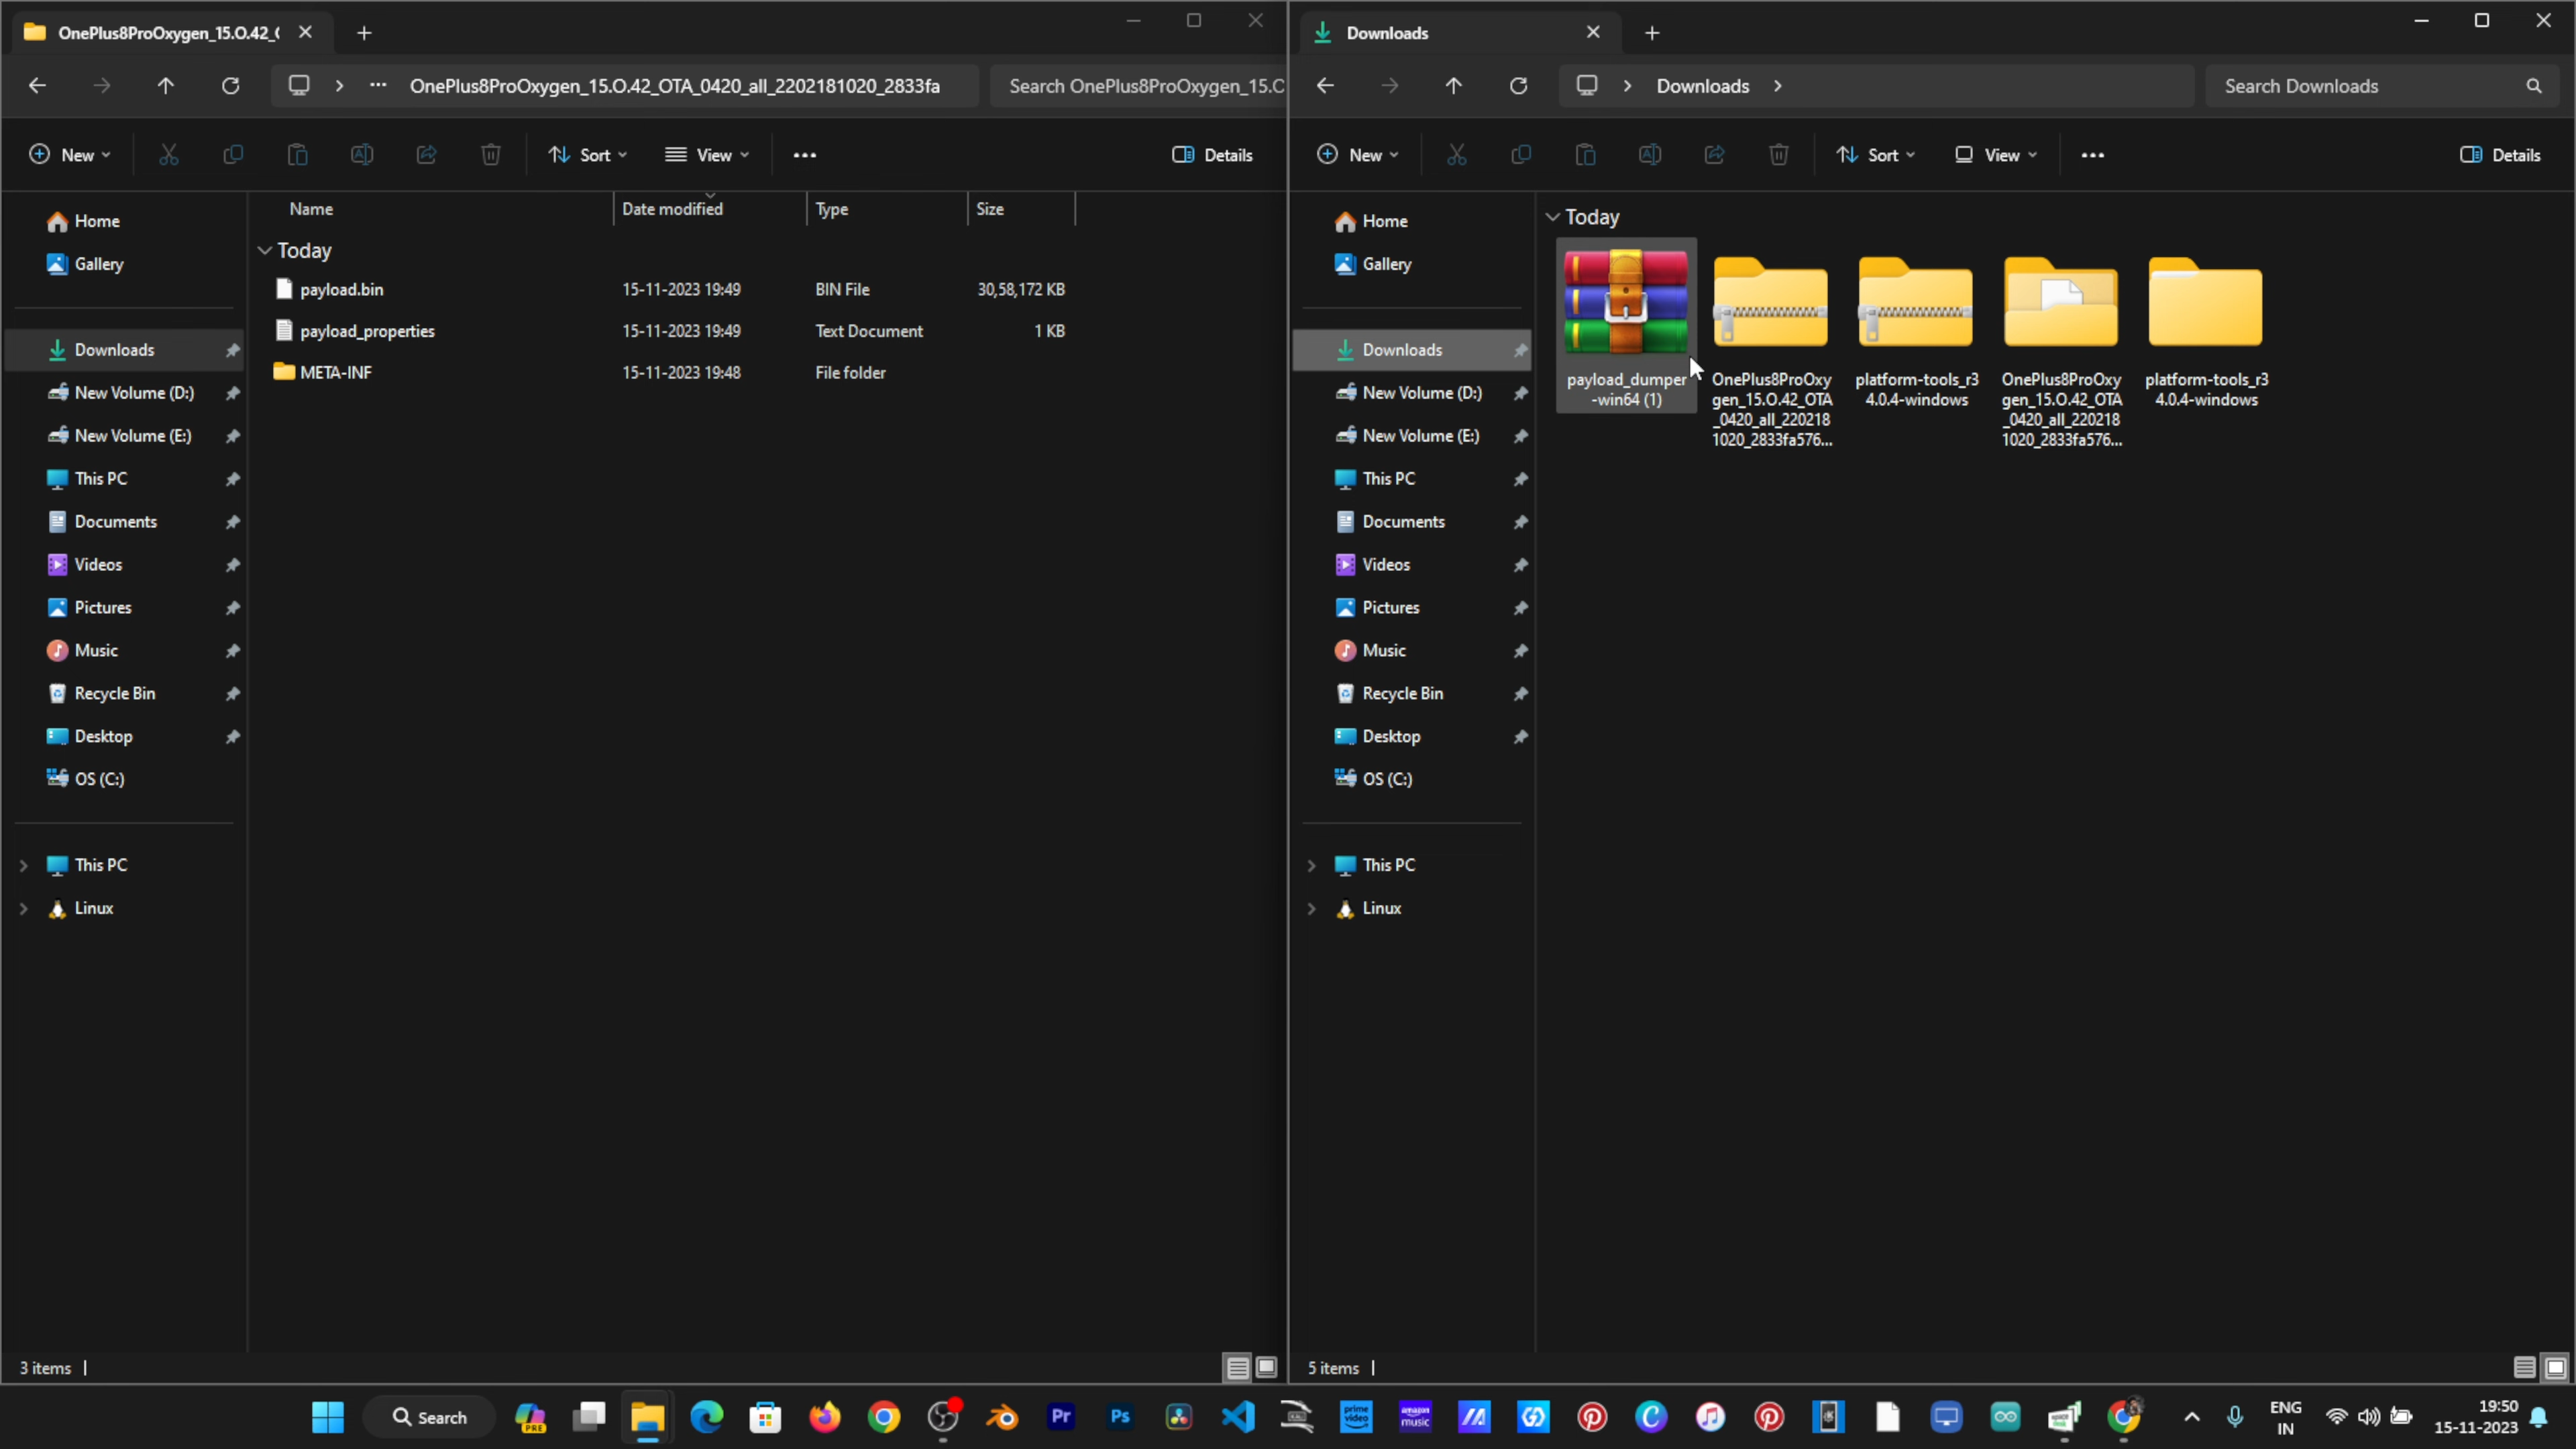 OnePlus8ProOxygen_15.O.42_(
OnePlus8ProOxygen_15.O.42_OTA_0420_all_2202181020_2833fa
Search OnePlus8ProOxygen_15.O
New
Sort
View
Details
Home
Gallery
Downloads
New Volume (D:)
New Volume (E:)
This PC
Documents
Videos
Pictures
Music
Recycle Bin
Desktop
OS (C:)
This PC
Linux
Name
Date modified
Type
Size
Today
payload.bin
15-11-2023 19:49
BIN File
30,58,172 KB
payload_properties
15-11-2023 19:49
Text Document
1 KB
META-INF
15-11-2023 19:48
File folder
3 items
Downloads
Downloads
Search Downloads
New
Sort
View
Details
Home
Gallery
Downloads
New Volume (D:)
New Volume (E:)
This PC
Documents
Videos
Pictures
Music
Recycle Bin
Desktop
OS (C:)
This PC
Linux
Today
payload_dumper
-win64 (1)
OnePlus8ProOxy
gen_15.O.42_OTA
_0420_all_220218
1020_2833fa576...
platform-tools_r3
4.0.4-windows
OnePlus8ProOxy
gen_15.O.42_OTA
_0420_all_220218
1020_2833fa576...
platform-tools_r3
4.0.4-windows
5 items
Search
PRE
Pr
Ps
prime
video
amazon
music
ENG
IN
19:50
15-11-2023